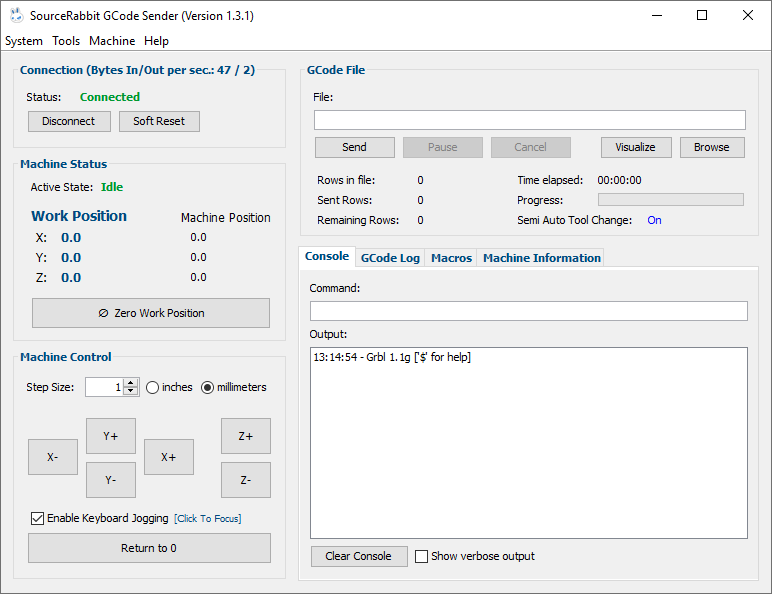 SourceRabbit GCode Sender (Version 1.3.1)
System Tools Machine Help
Connection (Bytes In/Out per sec.: 47 / 2)
Status: Connected
Disconnect Soft Reset
Machine Status
Active State: Idle
Work Position Machine Position
X: 0.0 0.0
Y: 0.0 0.0
Z: 0.0 0.0
Zero Work Position
Machine Control
Step Size: 1 inches millimeters
Y+ Z+
X- X+
Y- Z-
Enable Keyboard Jogging [Click To Focus]
Return to 0
GCode File
File:
Send Pause Cancel Visualize Browse
Rows in file: 0 Time elapsed: 00:00:00
Sent Rows: 0 Progress:
Remaining Rows: 0 Semi Auto Tool Change: On
Console GCode Log Macros Machine Information
Command:
Output:
13:14:54 - Grbl 1.1g ['$' for help]
Clear Console Show verbose output